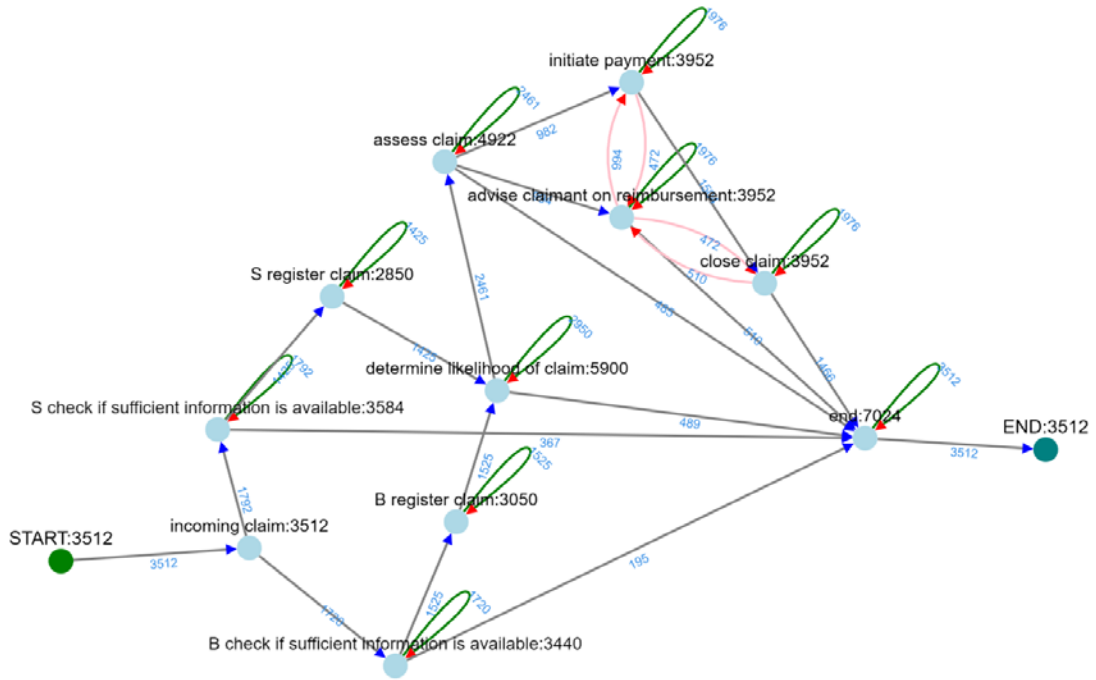 1976
initiate payment:3952
2461
982
assess claim:4922
994
472
1976
advise claimant on reimbursement:3952
1976
472
close claim:3952
510
1425
S register claim:2850
2461
485
510
2950
1425
determine likelihood of claim:5900
1466
1792
S check if sufficient information is available:3584
3512
end:7024
489
367
END:3512
3512
1525
1525
B register claim:3050
1792
incoming claim:3512
START:3512
3512
195
1720
1525
1720
B check if sufficient information is available:3440